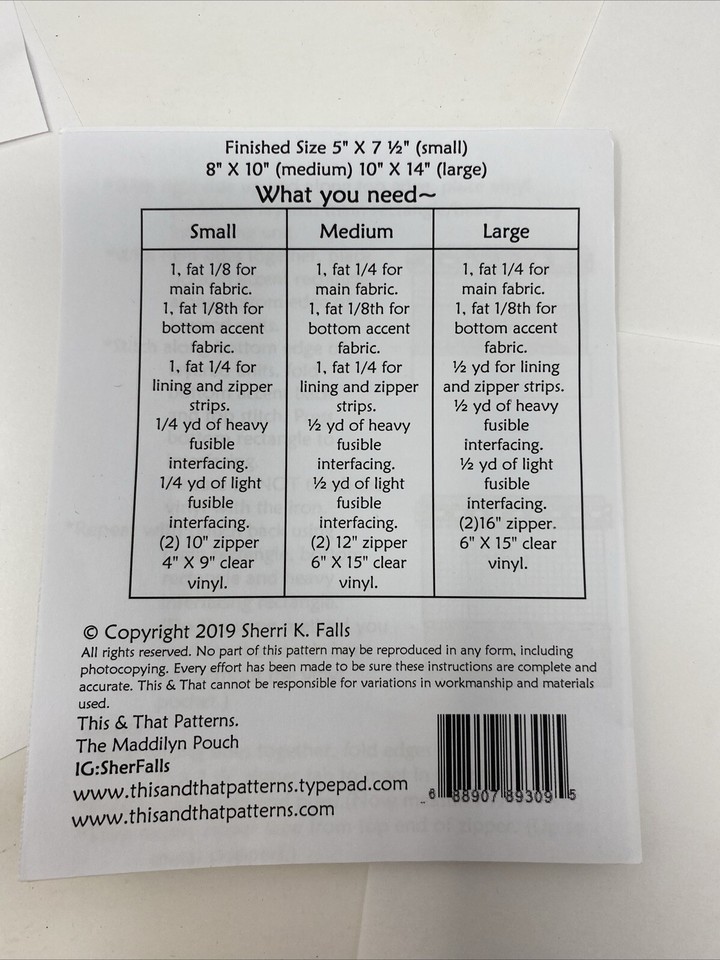 Finished Size 5" X 7 ½" (small)
8" X 10" (medium) 10" X 14" (large)
What you need~
Small
1, fat 1/8 for
main fabric.
1, fat 1/8th for
bottom accent
fabric.
1, fat 1/4 for
lining and zipper
strips.
1/4 yd of heavy
fusible
interfacing.
1/4 yd of light
fusible
interfacing.
(2) 10" zipper
4" X 9" clear
vinyl.
Medium
1, fat 1/4 for
main fabric.
1, fat 1/8th for
bottom accent
fabric.
1, fat 1/4 for
lining and zipper
strips.
½ yd of heavy
fusible
interfacing.
½ yd of light
fusible
interfacing.
(2) 12" zipper
6" X 15" clear
vinyl.
Large
1, fat 1/4 for
main fabric.
1, fat 1/8th for
bottom accent
fabric.
½ yd for lining
and zipper strips.
½ yd of heavy
fusible
interfacing.
½ yd of light
fusible
interfacing.
(2)16" zipper.
6" X 15" clear
vinyl.
© Copyright 2019 Sherri K. Falls
All rights reserved. No part of this pattern may be reproduced in any form, including
photocopying. Every effort has been made to be sure these instructions are complete and
accurate. This & That cannot be responsible for variations in workmanship and materials
used.
This & That Patterns.
The Maddilyn Pouch
IG:SherFalls
www.thisandthatpatterns.typepad.com
www.thisandthatpatterns.com
6 88907 89309 5